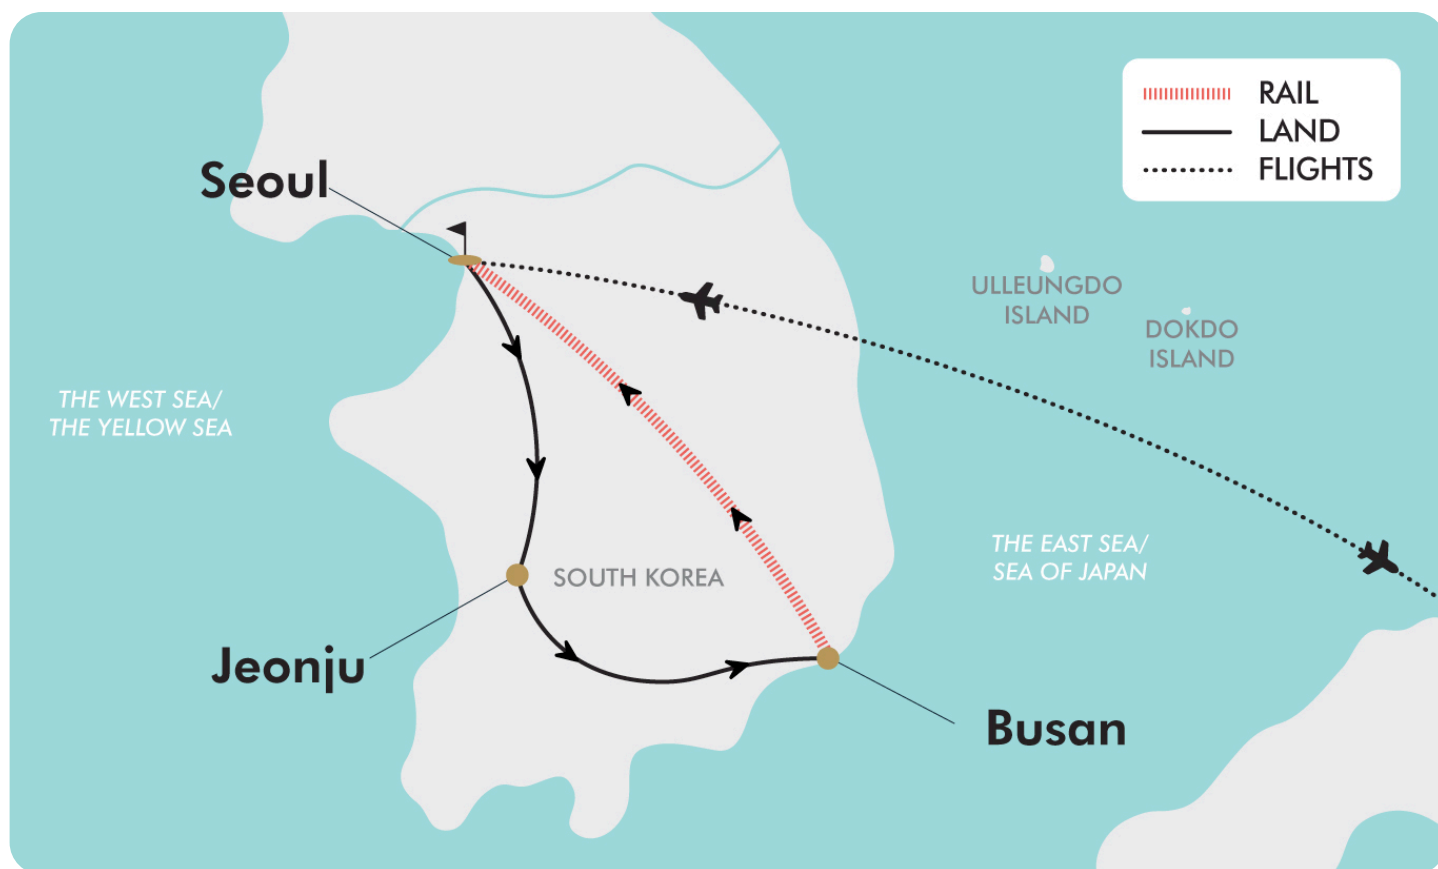 RAIL
LAND
FLIGHTS
Seoul
ULLEUNGDO
ISLAND
DOKDO
ISLAND
THE WEST SEA/
THE YELLOW SEA
THE EAST SEA/
SEA OF JAPAN
SOUTH KOREA
Jeonju
Busan